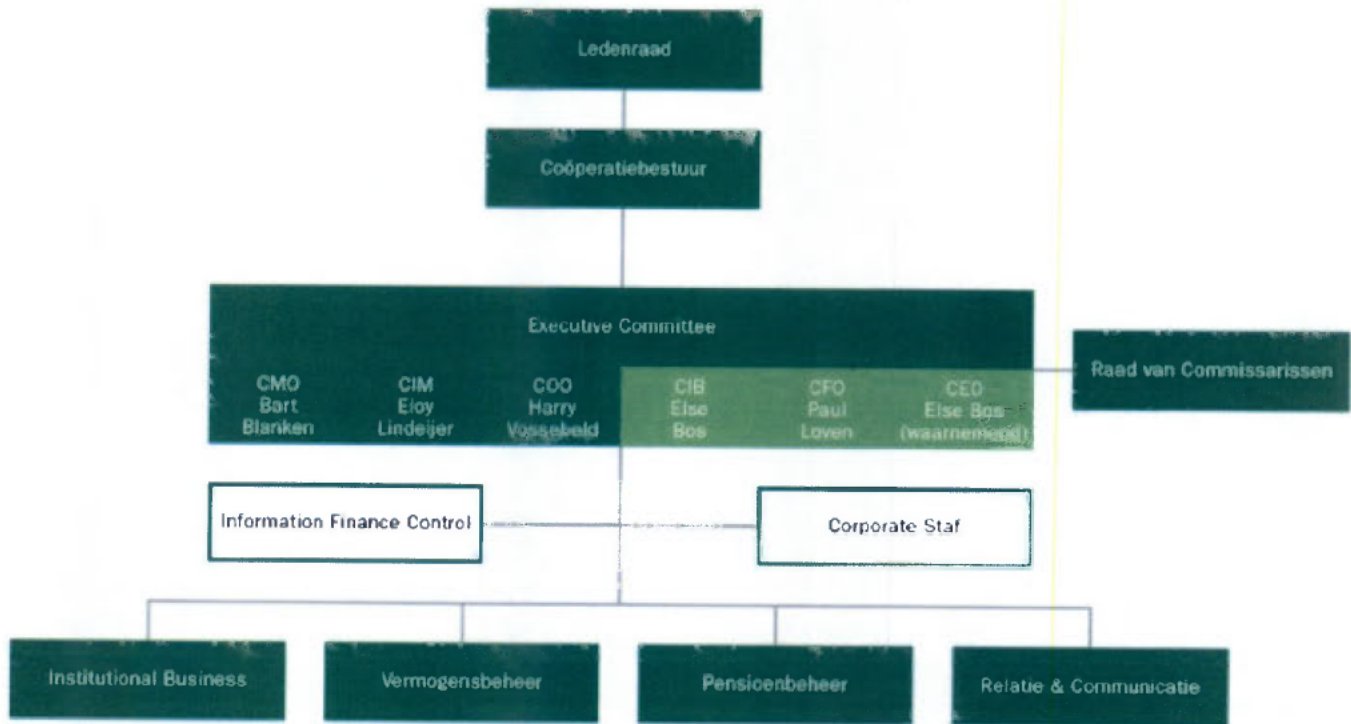 Ledenraad
Coöperatiebestuur
Executive Committee
CMO
Bart
Blanken
CIM
Eloy
Lindeijer
COO
Harry
Vossebeld
CIB
Else
Bos
CFO
Paul
Loven
CEO
Else Bos
(waarnemend)
Raad van Commissarissen
Information Finance Control
Corporate Staf
Institutional Business
Vermogensbeheer
Pensioenbeheer
Relatie & Communicatie